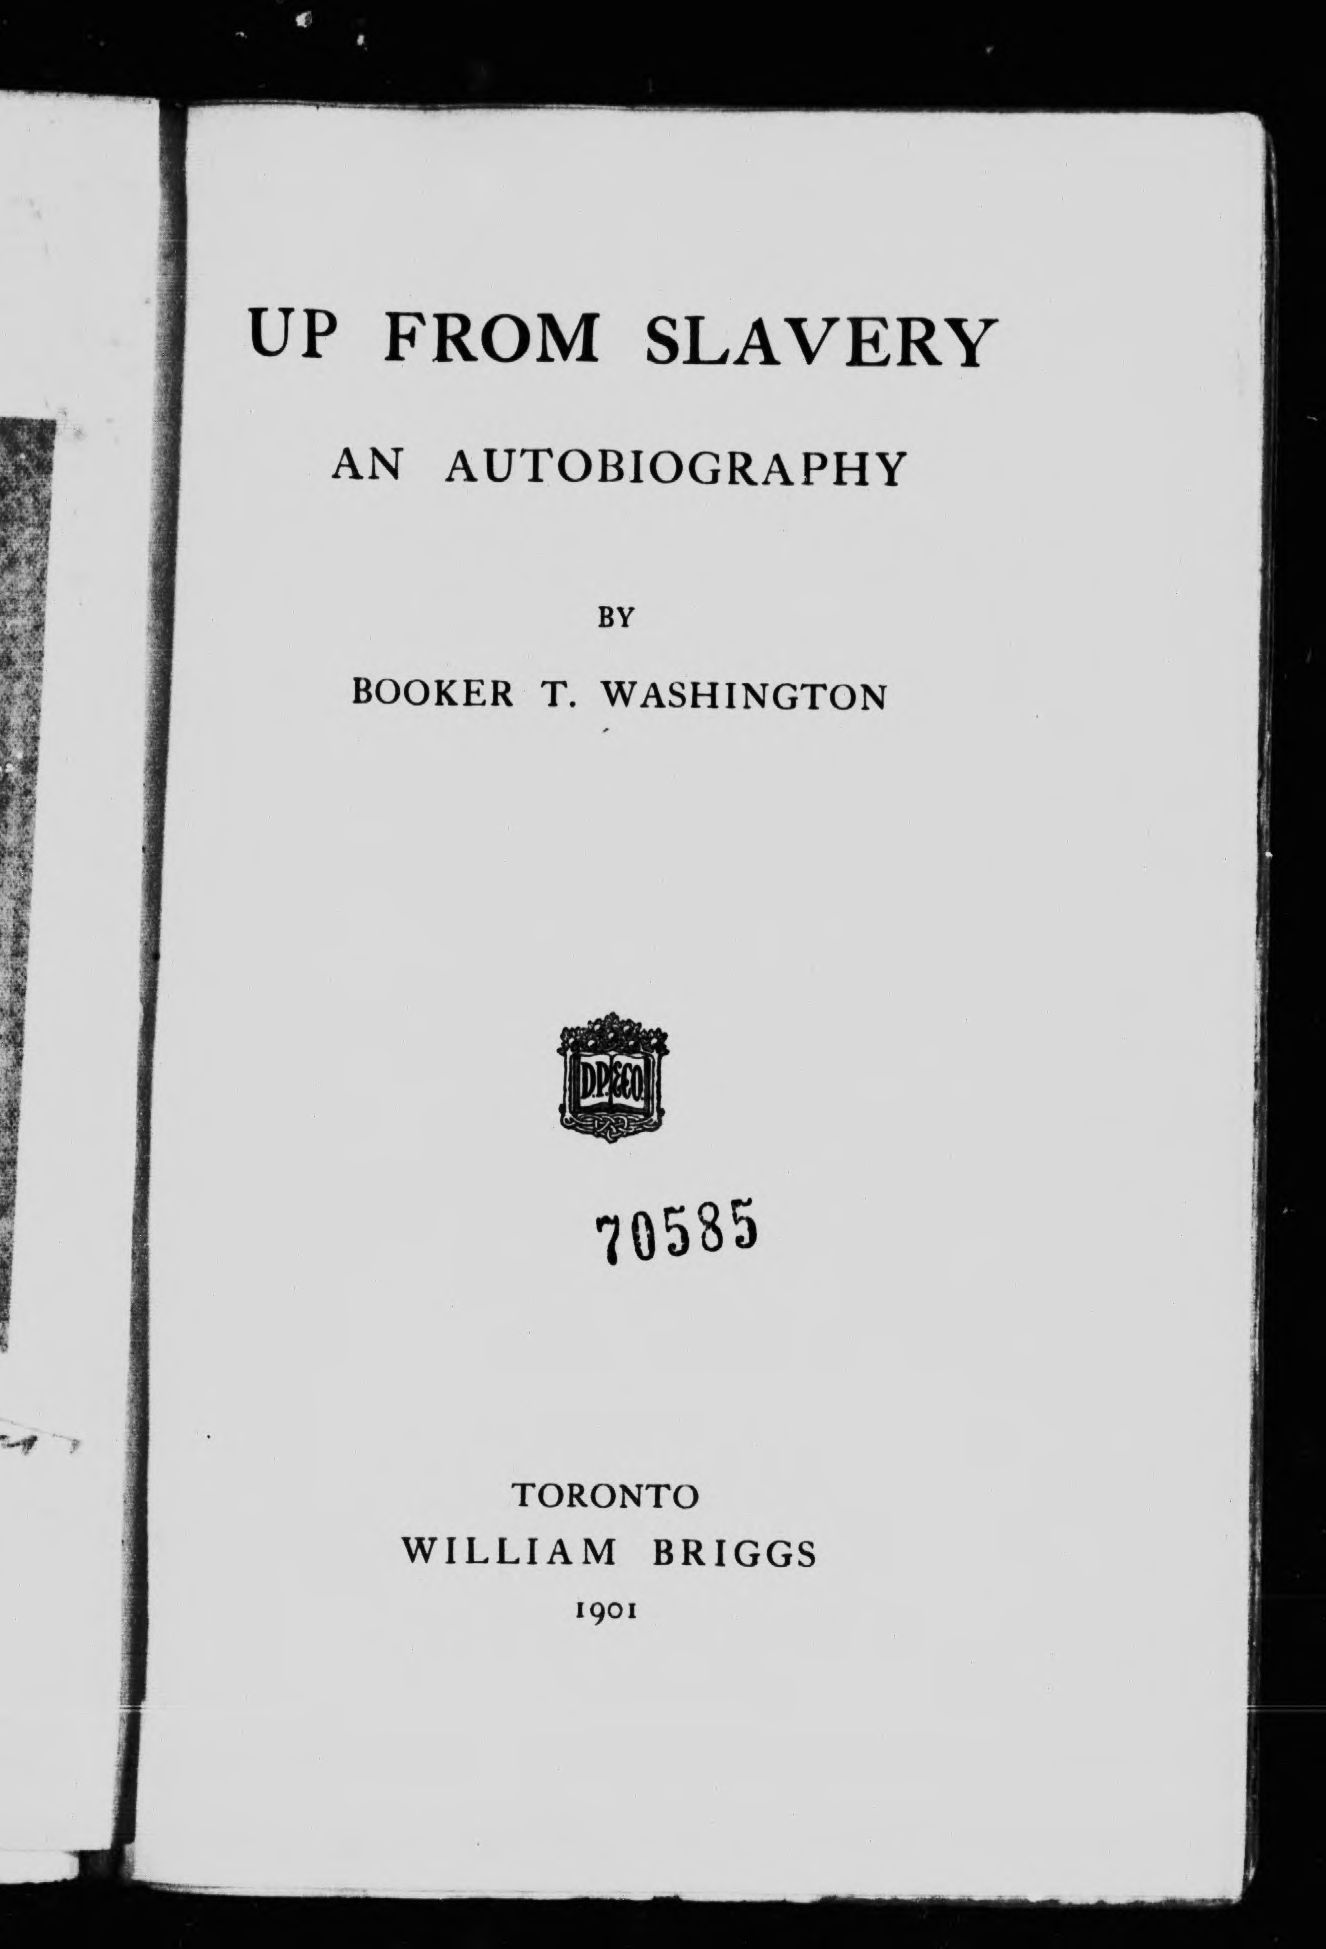 UP FROM SLAVERY
AN AUTOBIOGRAPHY
BY
BOOKER T. WASHINGTON
D.P. & CO.
70585
TORONTO
WILLIAM BRIGGS
1901